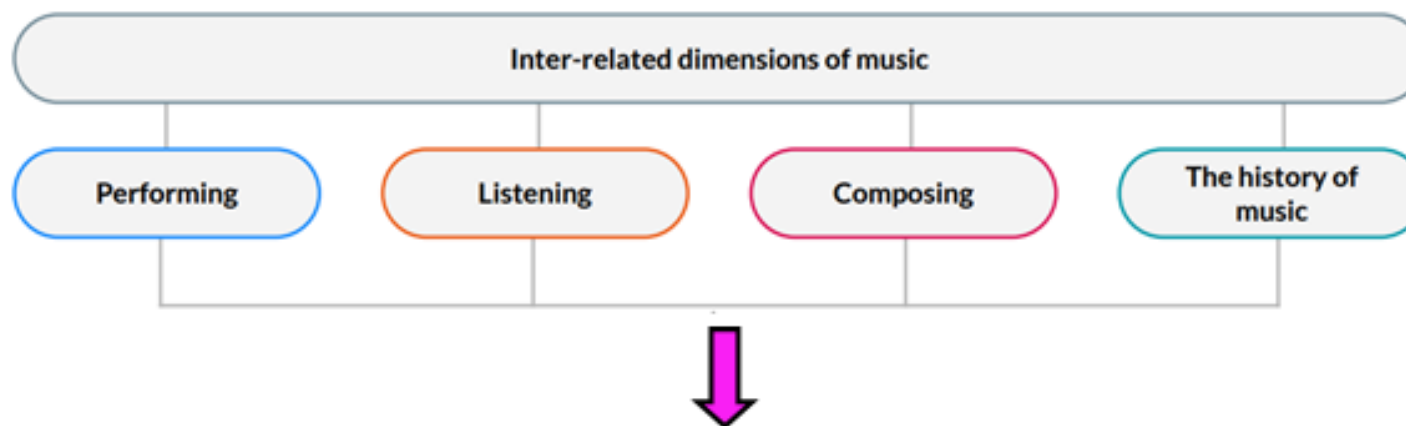 Inter-related dimensions of music
Performing
Listening
Composing
The history of
music